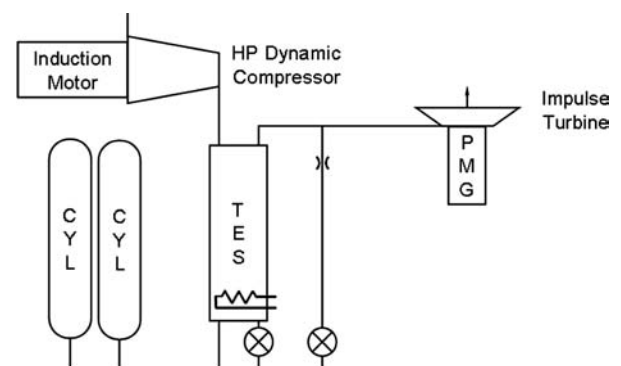 Induction
Motor
HP Dynamic
Compressor
Impulse
Turbine
P
M
G
C
Y
L
C
Y
L
T
E
S